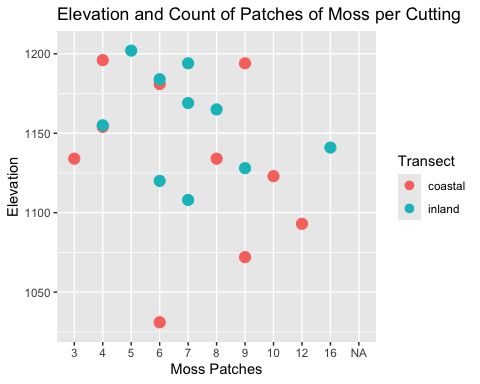 Elevation and Count of Patches of Moss per Cutting
1200
1150
1100
1050
Elevation
3 4 5 6 7 8 9 10 12 16 NA
Moss Patches
Transect
coastal
inland